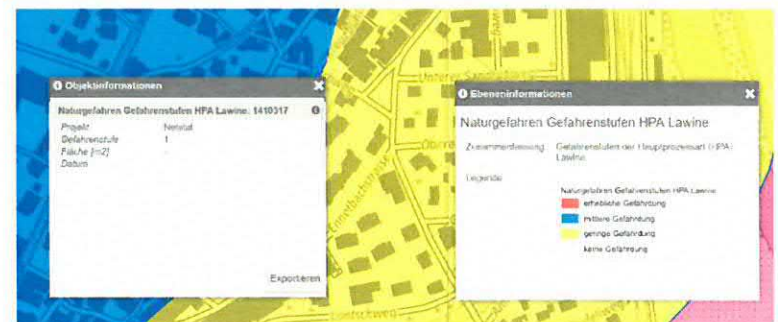 Objektinformationen
Naturgefahren Gefahrenstufen HPA Lawine: 1410317
Projekt
Gefahrenstufe 1
Fläche [m2] -
Datum
Exportieren
Unterer
Ebeneninformationen
Naturgefahren Gefahrenstufen HPA Lawine
Zusammenfassung Gefahrenstufen der Hauptprozessart (HPA)
Lawine
Legende
Naturgefahren Gefahrenstufen HPA Lawine
erhebliche Gefährdung
mittlere Gefährdung
geringe Gefährdung
keine Gefährdung